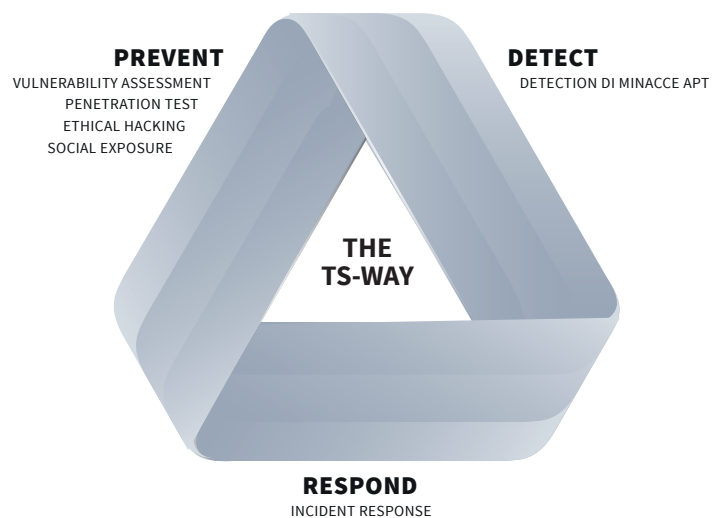 PREVENT
VULNERABILITY ASSESSMENT
PENETRATION TEST
ETHICAL HACKING
SOCIAL EXPOSURE
DETECT
DETECTION DI MINACCE APT
THE
TS-WAY
RESPOND
INCIDENT RESPONSE